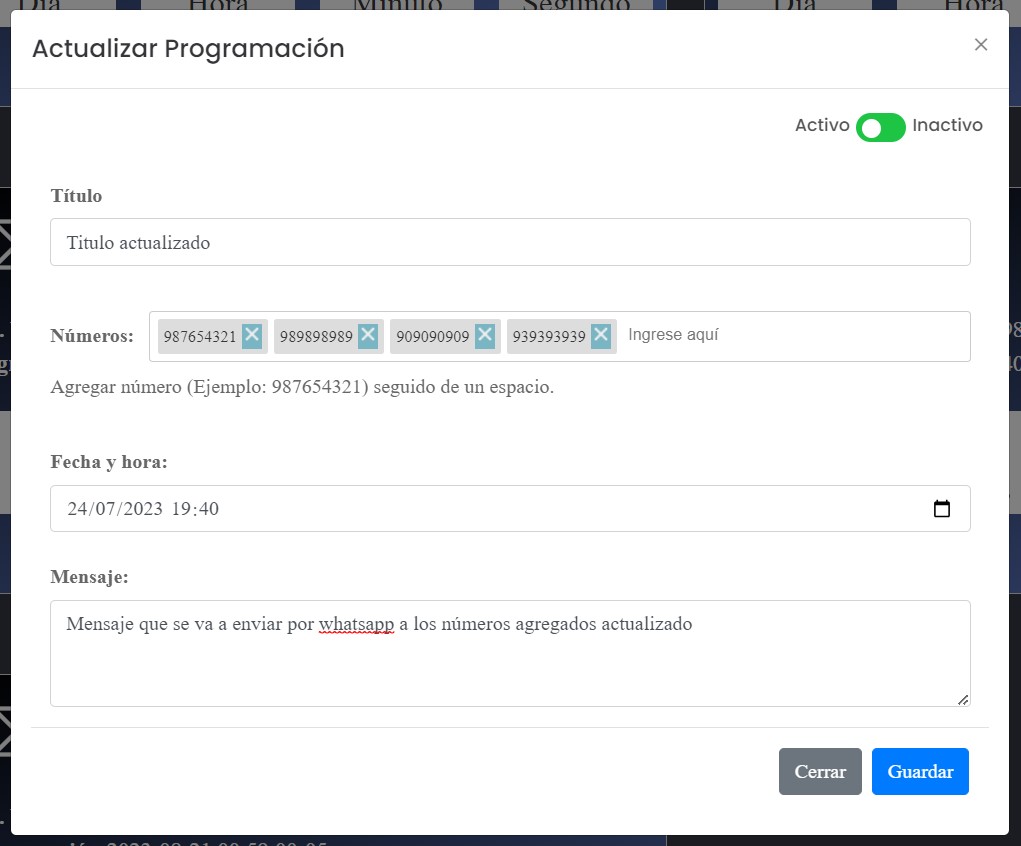 Día Hora Minuto Segundo Día Hora
Actualizar Programación
Activo Inactivo
Título
Titulo actualizado
Números: 987654321 989898989 909090909 939393939 Ingrese aquí
Agregar número (Ejemplo: 987654321) seguido de un espacio.
Fecha y hora:
24/07/2023 19:40
Mensaje:
Mensaje que se va a enviar por whatsapp a los números agregados actualizado
Cerrar Guardar